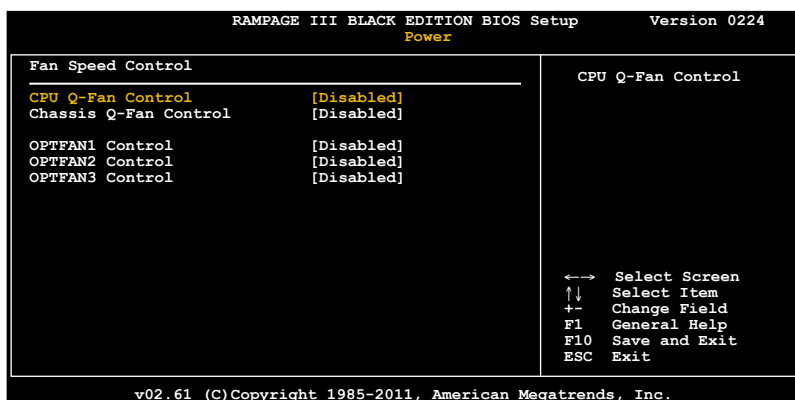 RAMPAGE III BLACK EDITION BIOS Setup Version 0224
Power
Fan Speed Control
CPU Q-Fan Control [Disabled]
Chassis Q-Fan Control [Disabled]
OPTFAN1 Control [Disabled]
OPTFAN2 Control [Disabled]
OPTFAN3 Control [Disabled]
CPU Q-Fan Control
←→ Select Screen
↑↓ Select Item
+- Change Field
F1 General Help
F10 Save and Exit
ESC Exit
v02.61 (C)Copyright 1985-2011, American Megatrends, Inc.